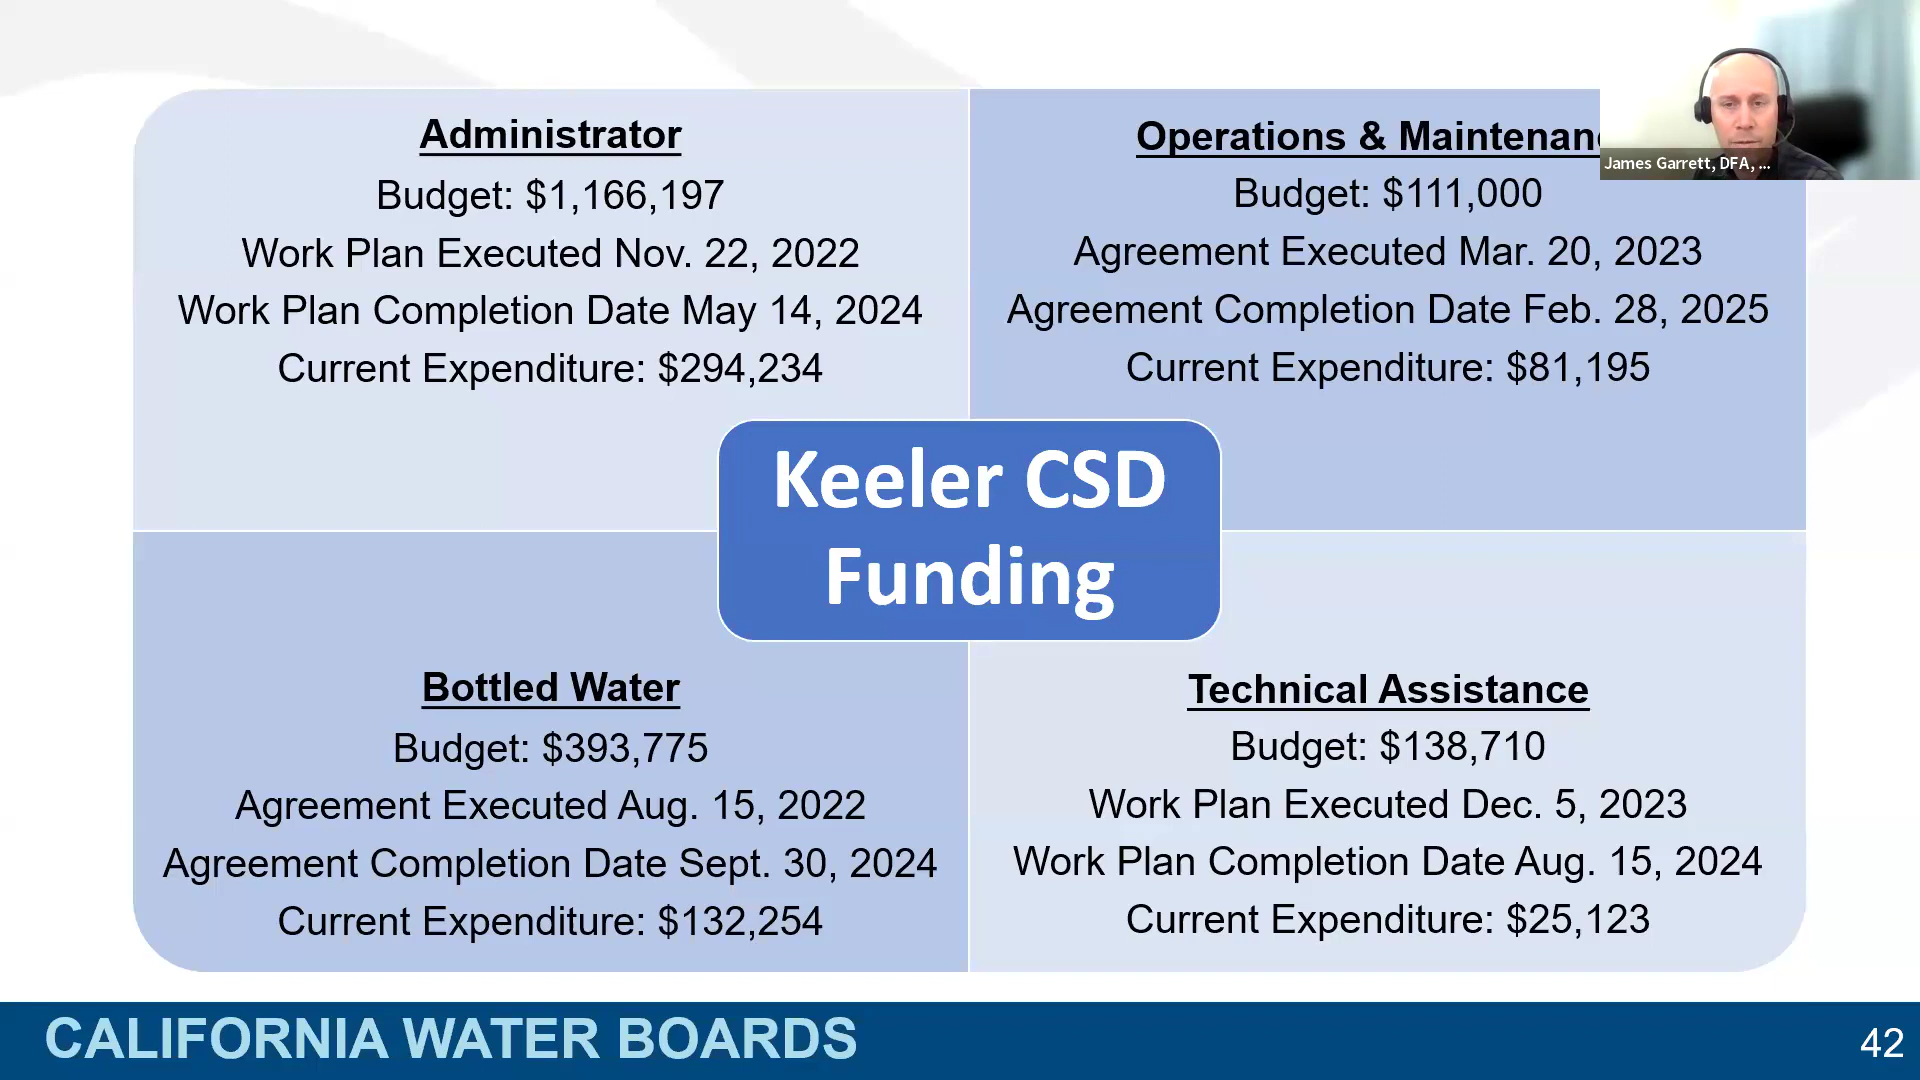 Administrator
Budget: $1,166,197
Work Plan Executed Nov. 22, 2022
Work Plan Completion Date May 14, 2024
Current Expenditure: $294,234
Operations & Maintenan
Budget: $111,000
Agreement Executed Mar. 20, 2023
Agreement Completion Date Feb. 28, 2025
Current Expenditure: $81,195
James Garrett, DFA, ...
Keeler CSD
Funding
Bottled Water
Budget: $393,775
Agreement Executed Aug. 15, 2022
Agreement Completion Date Sept. 30, 2024
Current Expenditure: $132,254
Technical Assistance
Budget: $138,710
Work Plan Executed Dec. 5, 2023
Work Plan Completion Date Aug. 15, 2024
Current Expenditure: $25,123
CALIFORNIA WATER BOARDS
42